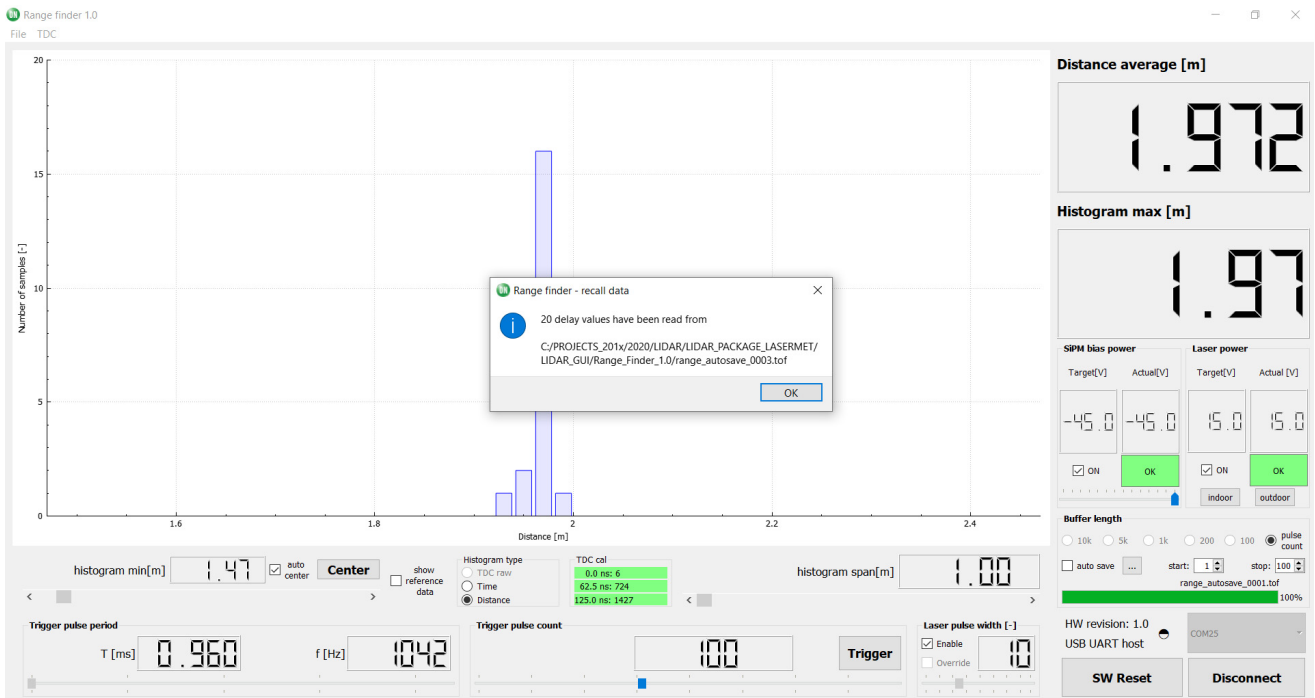 Range finder 1.0
File TDC
20
15
10
5
0
Number of samples [-]
1.6 1.8 2 2.2 2.4
Distance [m]
Range finder - recall data
20 delay values have been read from
C:/PROJECTS_201x/2020/LIDAR/LIDAR_PACKAGE_LASERMET/
LIDAR_GUI/Range_Finder_1.0/range_autosave_0003.tof
OK
Distance average [m]
1.972
Histogram max [m]
1.97
SiPM bias power
Target[V] Actual[V]
-45.0 -45.0
ON OK
Laser power
Target[V] Actual [V]
15.0 15.0
ON OK
indoor outdoor
Buffer length
10k 5k 1k 200 100 pulse
count
auto save ... start: 1 stop: 100
range_autosave_0001.tof
100%
histogram min[m] 1.47 auto
center Center
show
reference
data
Histogram type
TDC raw
Time
Distance
TDC cal
0.0 ns: 6
62.5 ns: 724
125.0 ns: 1427
histogram span[m] 1.00
Trigger pulse period
T [ms] 0.960 f [Hz] 1042
Trigger pulse count
100 Trigger
Laser pulse width [-]
Enable
Override
10
HW revision: 1.0
USB UART host
COM25
SW Reset Disconnect